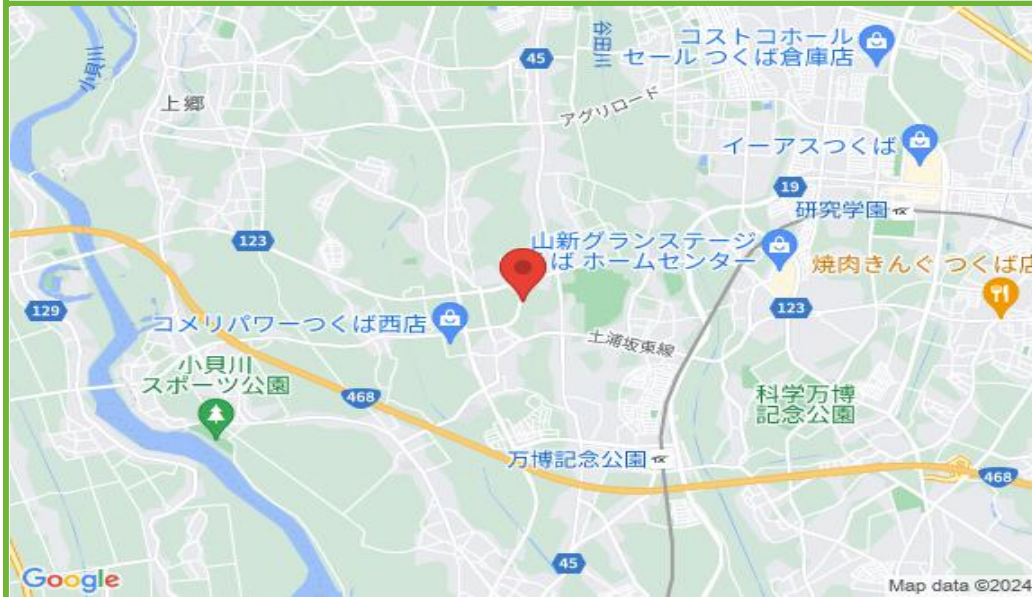 コストコホール
セール つくば倉庫店
谷田川
45
小貝川
上郷
アグリロード
イーアスつくば
19
研究学園
123
山新グランステージ
くば ホームセンター
焼肉きんぐ つくば店
129
123
コメリパワーつくば西店
土浦坂東線
小貝川
スポーツ公園
468
科学万博
記念公園
万博記念公園
468
45
Google
Map data ©2024